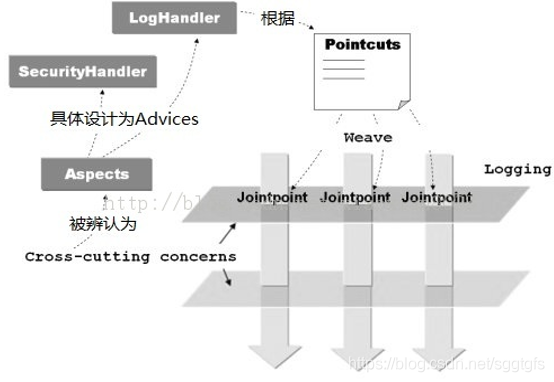 LogHandler
根据
Pointcuts
SecurityHandler
具体设计为Advices
Weave
Aspects
Logging
Jointpoint Jointpoint Jointpoint
http://bl
被辨认为
Cross-cutting concerns
https://blog.csdn.net/sggtgfs